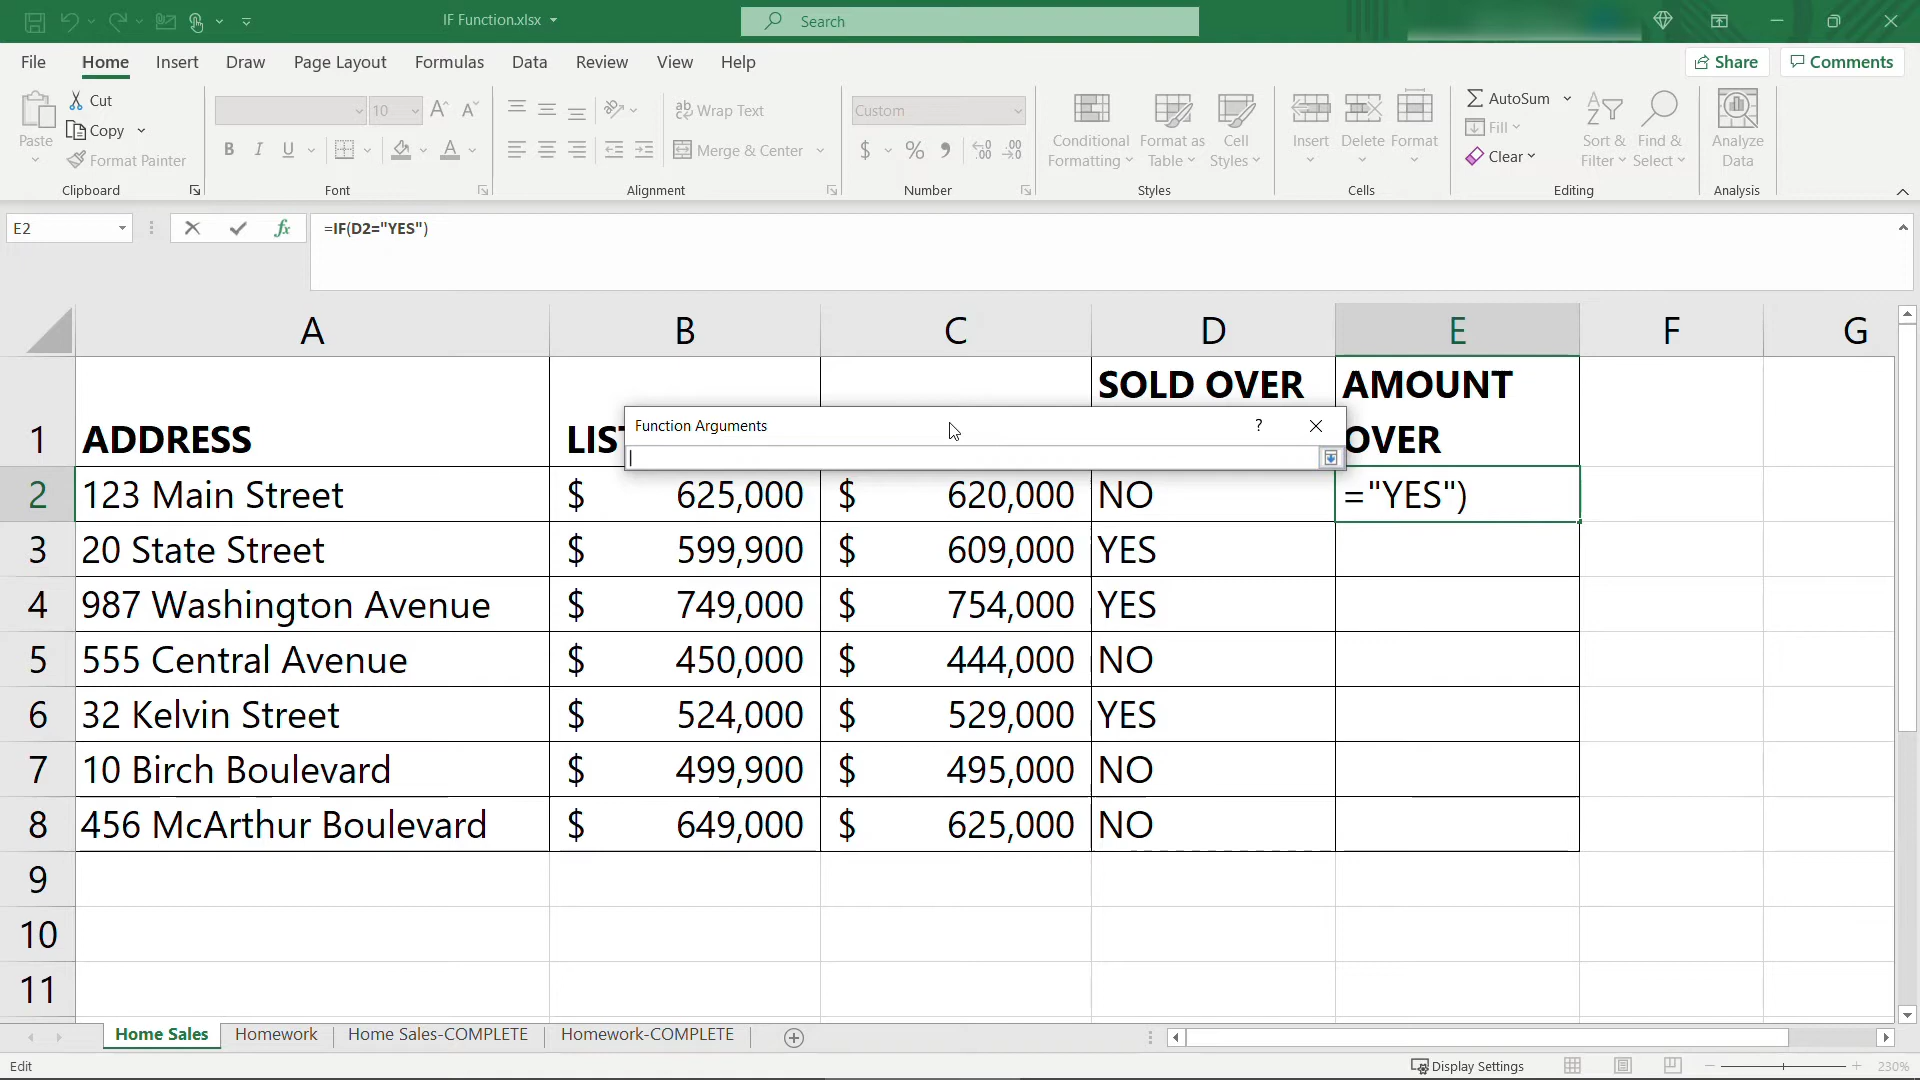 IF Function.xlsx
Search
File Home Insert Draw Page Layout Formulas Data Review View Help
Share Comments
Paste
Cut
Copy
Format Painter
Clipboard
10
B I U A
Font
Wrap Text
Merge & Center
Alignment
Custom
$ % ,
Number
Conditional Formatting
Format as Table
Cell Styles
Styles
Insert Delete Format
Cells
AutoSum
Fill
Clear
Sort & Filter
Find & Select
Editing
Analyze Data
Analysis
E2
fx
=IF(D2="YES")
A B C D E F G
1 ADDRESS LIS SOLD OVER AMOUNT OVER
Function Arguments ?
2 123 Main Street $ 625,000 $ 620,000 NO ="YES")
3 20 State Street $ 599,900 $ 609,000 YES
4 987 Washington Avenue $ 749,000 $ 754,000 YES
5 555 Central Avenue $ 450,000 $ 444,000 NO
6 32 Kelvin Street $ 524,000 $ 529,000 YES
7 10 Birch Boulevard $ 499,900 $ 495,000 NO
8 456 McArthur Boulevard $ 649,000 $ 625,000 NO
9
10
11
Home Sales Homework Home Sales-COMPLETE Homework-COMPLETE
Edit Display Settings 230%